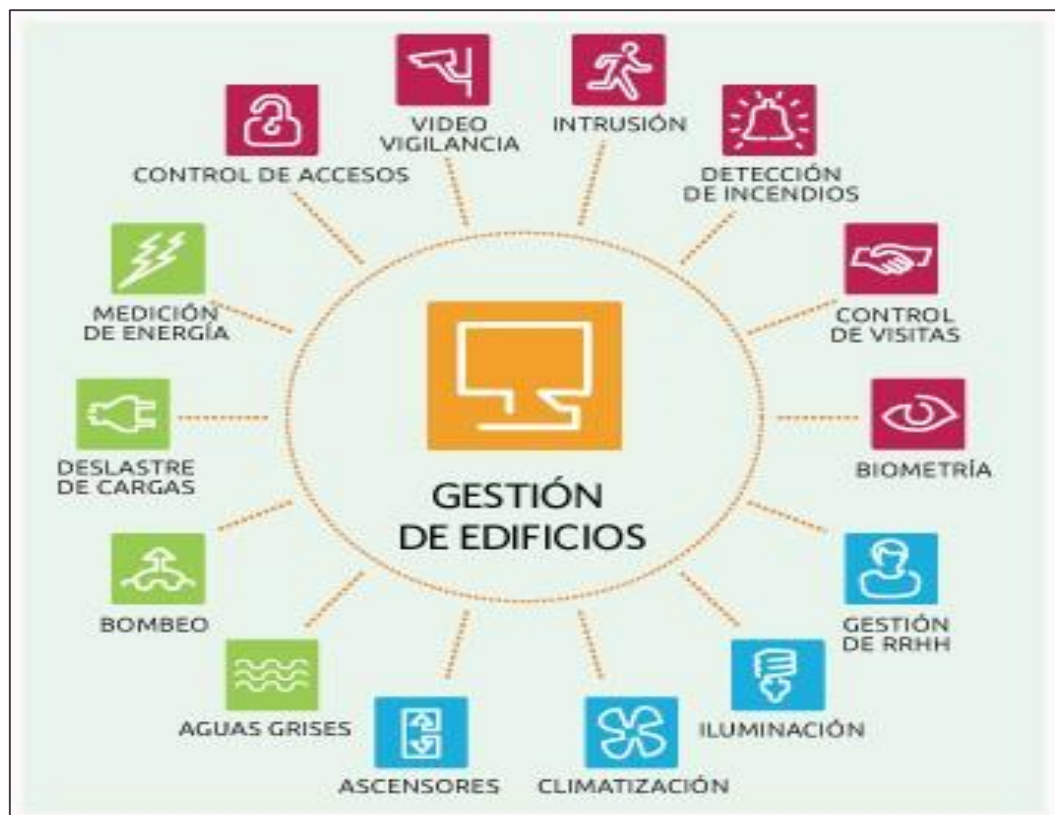 VIDEO
VIGILANCIA
INTRUSIÓN
CONTROL DE ACCESOS
DETECCIÓN
DE INCENDIOS
MEDICIÓN
DE ENERGÍA
CONTROL
DE VISITAS
DESLASTRE
DE CARGAS
BIOMETRÍA
GESTIÓN
DE EDIFICIOS
BOMBEO
GESTIÓN
DE RRHH
AGUAS GRISES
ILUMINACIÓN
ASCENSORES
CLIMATIZACIÓN